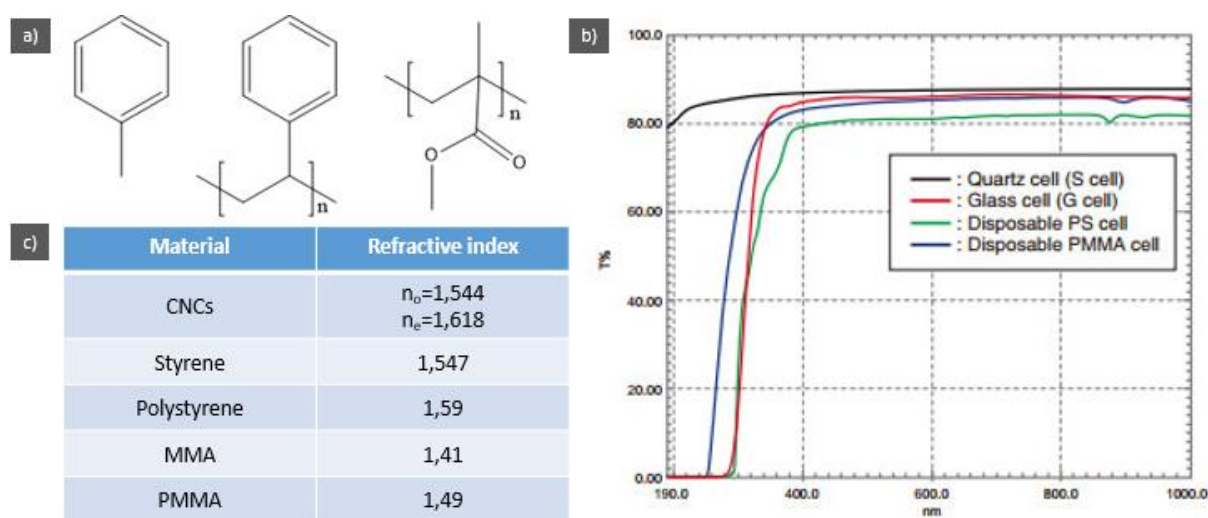 a)
n
n
O
O
b)
100.0
80.00
60.00
40.00
20.00
0.00
T%
190.0
400.0
600.0
800.0
1000.0
nm
: Quartz cell (S cell)
: Glass cell (G cell)
: Disposable PS cell
: Disposable PMMA cell
c)
Material Refractive index
CNCs nₒ=1,544
nₑ=1,618
Styrene 1,547
Polystyrene 1,59
MMA 1,41
PMMA 1,49